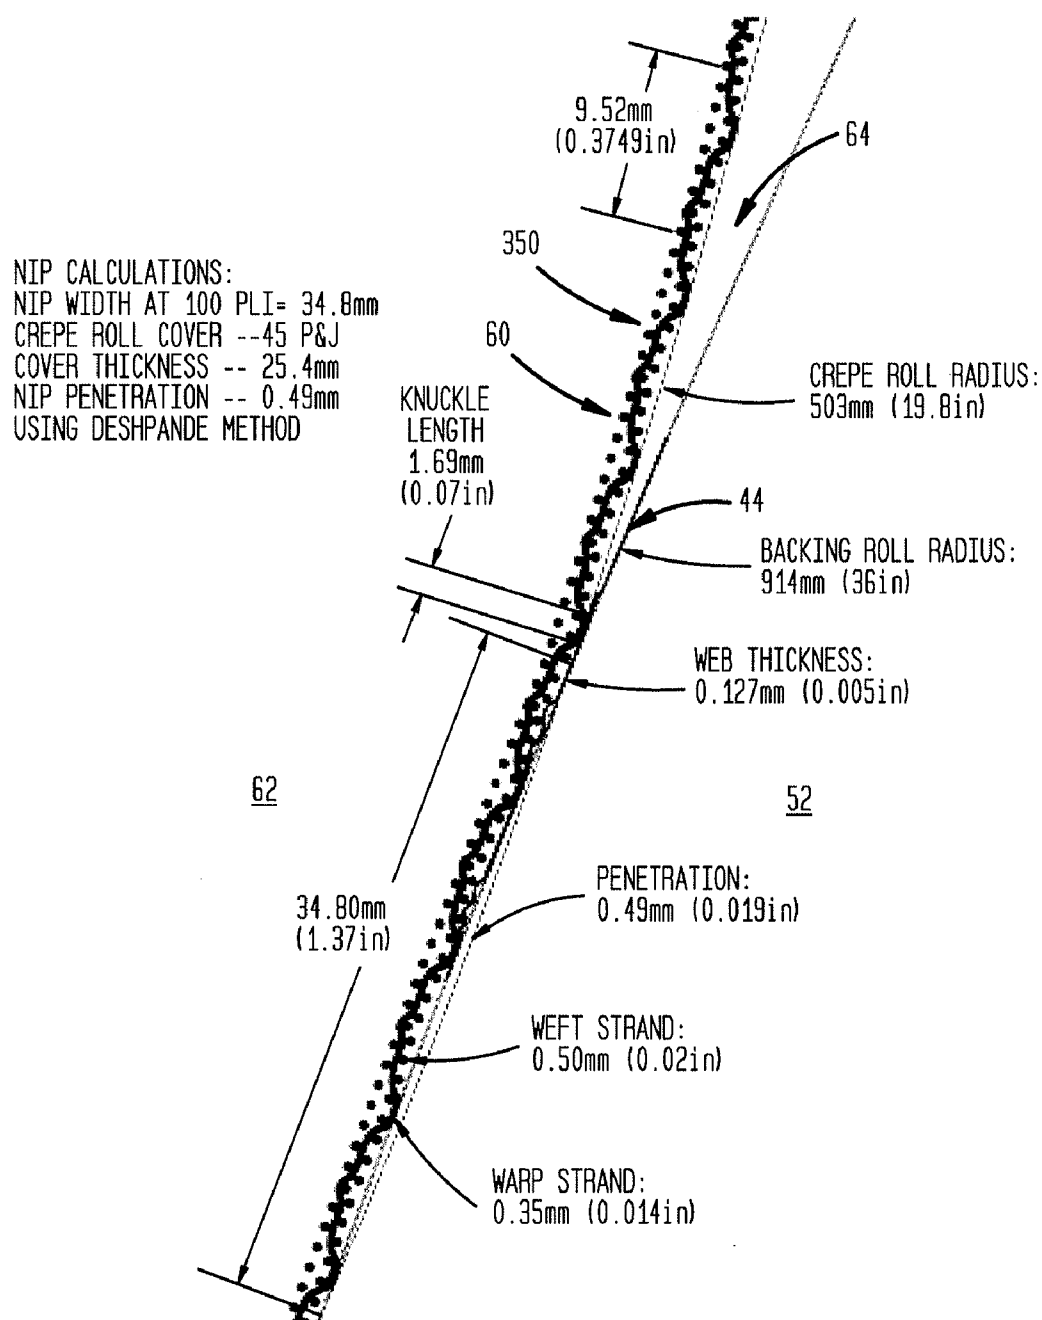 9.52mm
(0.3749in)
64
350
NIP CALCULATIONS:
NIP WIDTH AT 100 PLI= 34.8mm
CREPE ROLL COVER --45 P&J
COVER THICKNESS -- 25.4mm
NIP PENETRATION -- 0.49mm
USING DESHPANDE METHOD
60
KNUCKLE
LENGTH
1.69mm
(0.07in)
CREPE ROLL RADIUS:
503mm (19.8in)
44
BACKING ROLL RADIUS:
914mm (36in)
WEB THICKNESS:
0.127mm (0.005in)
62
52
34.80mm
(1.37in)
PENETRATION:
0.49mm (0.019in)
WEFT STRAND:
0.50mm (0.02in)
WARP STRAND:
0.35mm (0.014in)